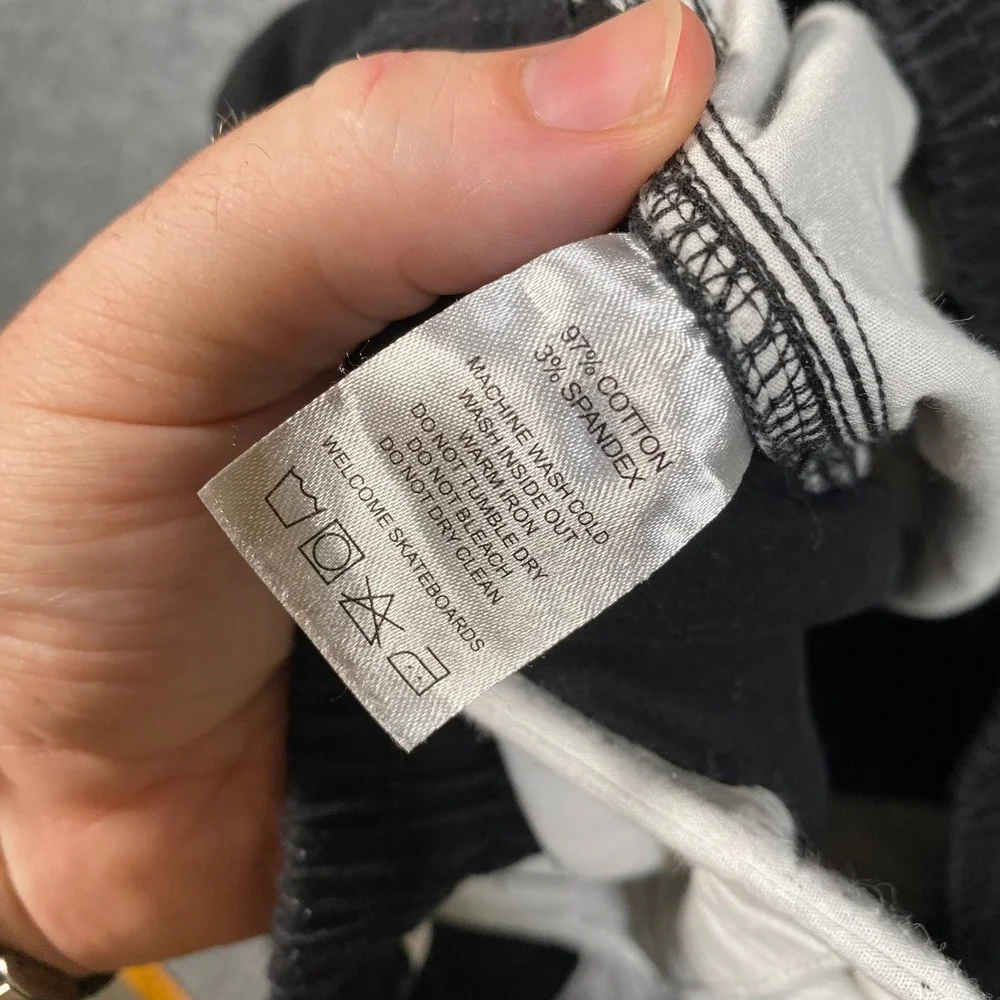 97% COTTON
3% SPANDEX
MACHINE WASH COLD
WASH INSIDE OUT
WARM IRON
DO NOT TUMBLE DRY
DO NOT BLEACH
DO NOT DRY CLEAN
WELCOME SKATEBOARDS